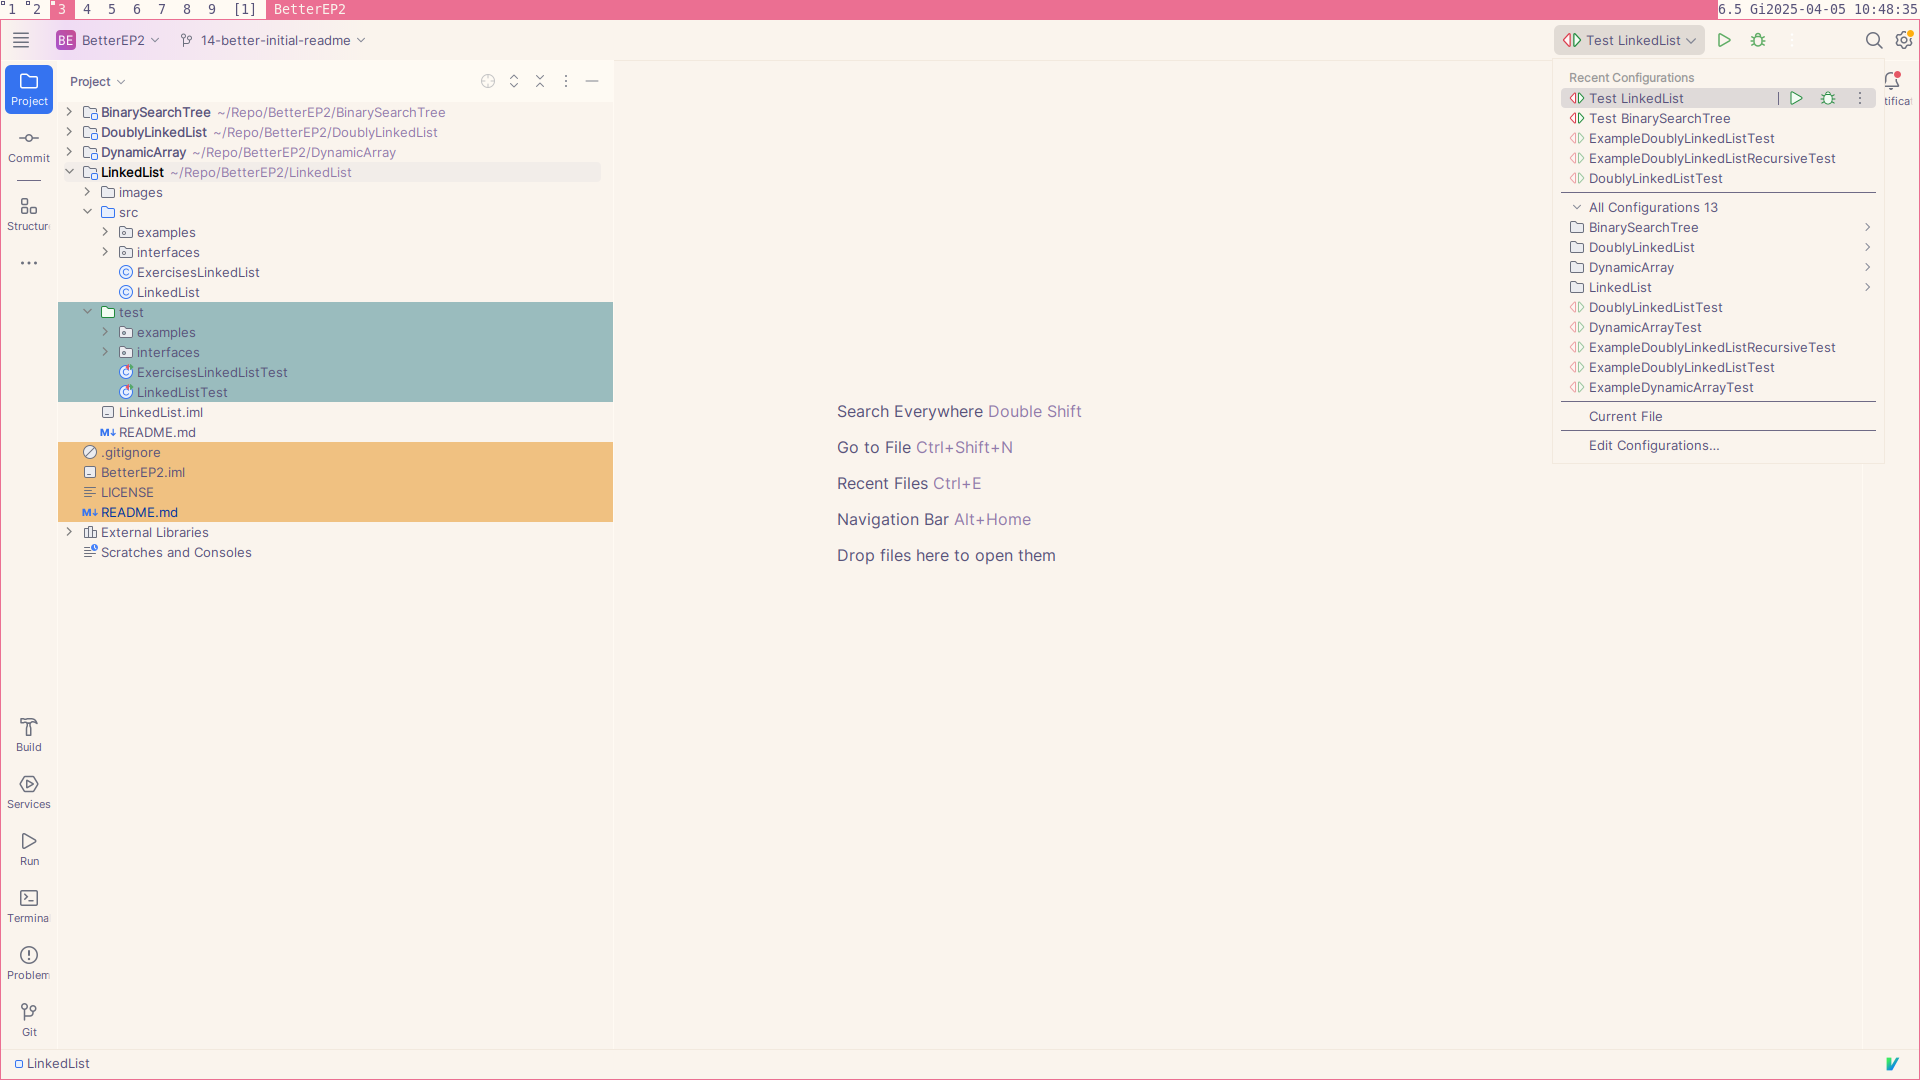 1 2 3 4 5 6 7 8 9 [1] BetterEP2
6.5 Gi2025-04-05 10:48:35
BE BetterEP2 14-better-initial-readme
Test LinkedList
Project
Commit
Structur
Project
BinarySearchTree ~/Repo/BetterEP2/BinarySearchTree
DoublyLinkedList ~/Repo/BetterEP2/DoublyLinkedList
DynamicArray ~/Repo/BetterEP2/DynamicArray
LinkedList ~/Repo/BetterEP2/LinkedList
images
src
examples
interfaces
ExercisesLinkedList
LinkedList
test
examples
interfaces
ExercisesLinkedListTest
LinkedListTest
LinkedList.iml
README.md
.gitignore
BetterEP2.iml
LICENSE
README.md
External Libraries
Scratches and Consoles
Search Everywhere Double Shift
Go to File Ctrl+Shift+N
Recent Files Ctrl+E
Navigation Bar Alt+Home
Drop files here to open them
Recent Configurations
Test LinkedList
Test BinarySearchTree
ExampleDoublyLinkedListTest
ExampleDoublyLinkedListRecursiveTest
DoublyLinkedListTest
All Configurations 13
BinarySearchTree
DoublyLinkedList
DynamicArray
LinkedList
DoublyLinkedListTest
DynamicArrayTest
ExampleDoublyLinkedListRecursiveTest
ExampleDoublyLinkedListTest
ExampleDynamicArrayTest
Current File
Edit Configurations...
tifica
Build
Services
Run
Termina
Problem
Git
LinkedList